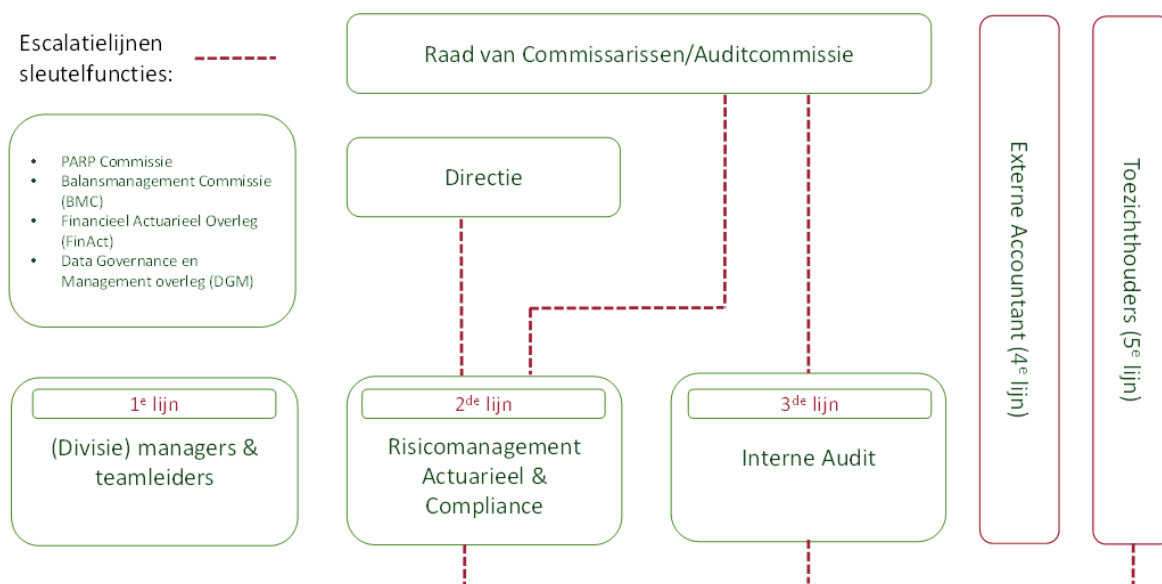 Escalatielijnen
sleutelfuncties:
Raad van Commissarissen/Auditcommissie
• PARP Commissie
• Balansmanagement Commissie
(BMC)
• Financieel Actuarieel Overleg
(FinAct)
• Data Governance en
Management overleg (DGM)
Directie
1e lijn
(Divisie) managers &
teamleiders
2de lijn
Risicomanagement
Actuarieel &
Compliance
3de lijn
Interne Audit
Externe Accountant (4e lijn)
Toezichthouders (5e lijn)